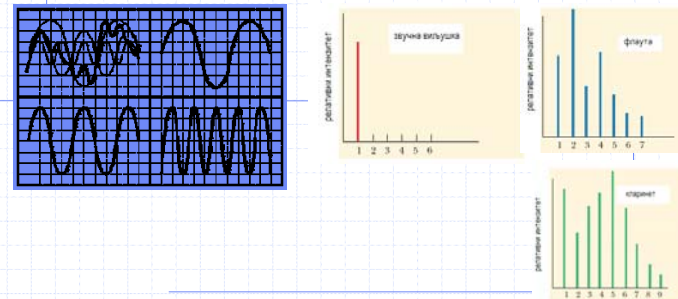 релативни интензитет
звучна виљушка
1 2 3 4 5 6
релативни интензитет
флаута
1 2 3 4 5 6 7
релативни интензитет
кларинет
1 2 3 4 5 6 7 8 9